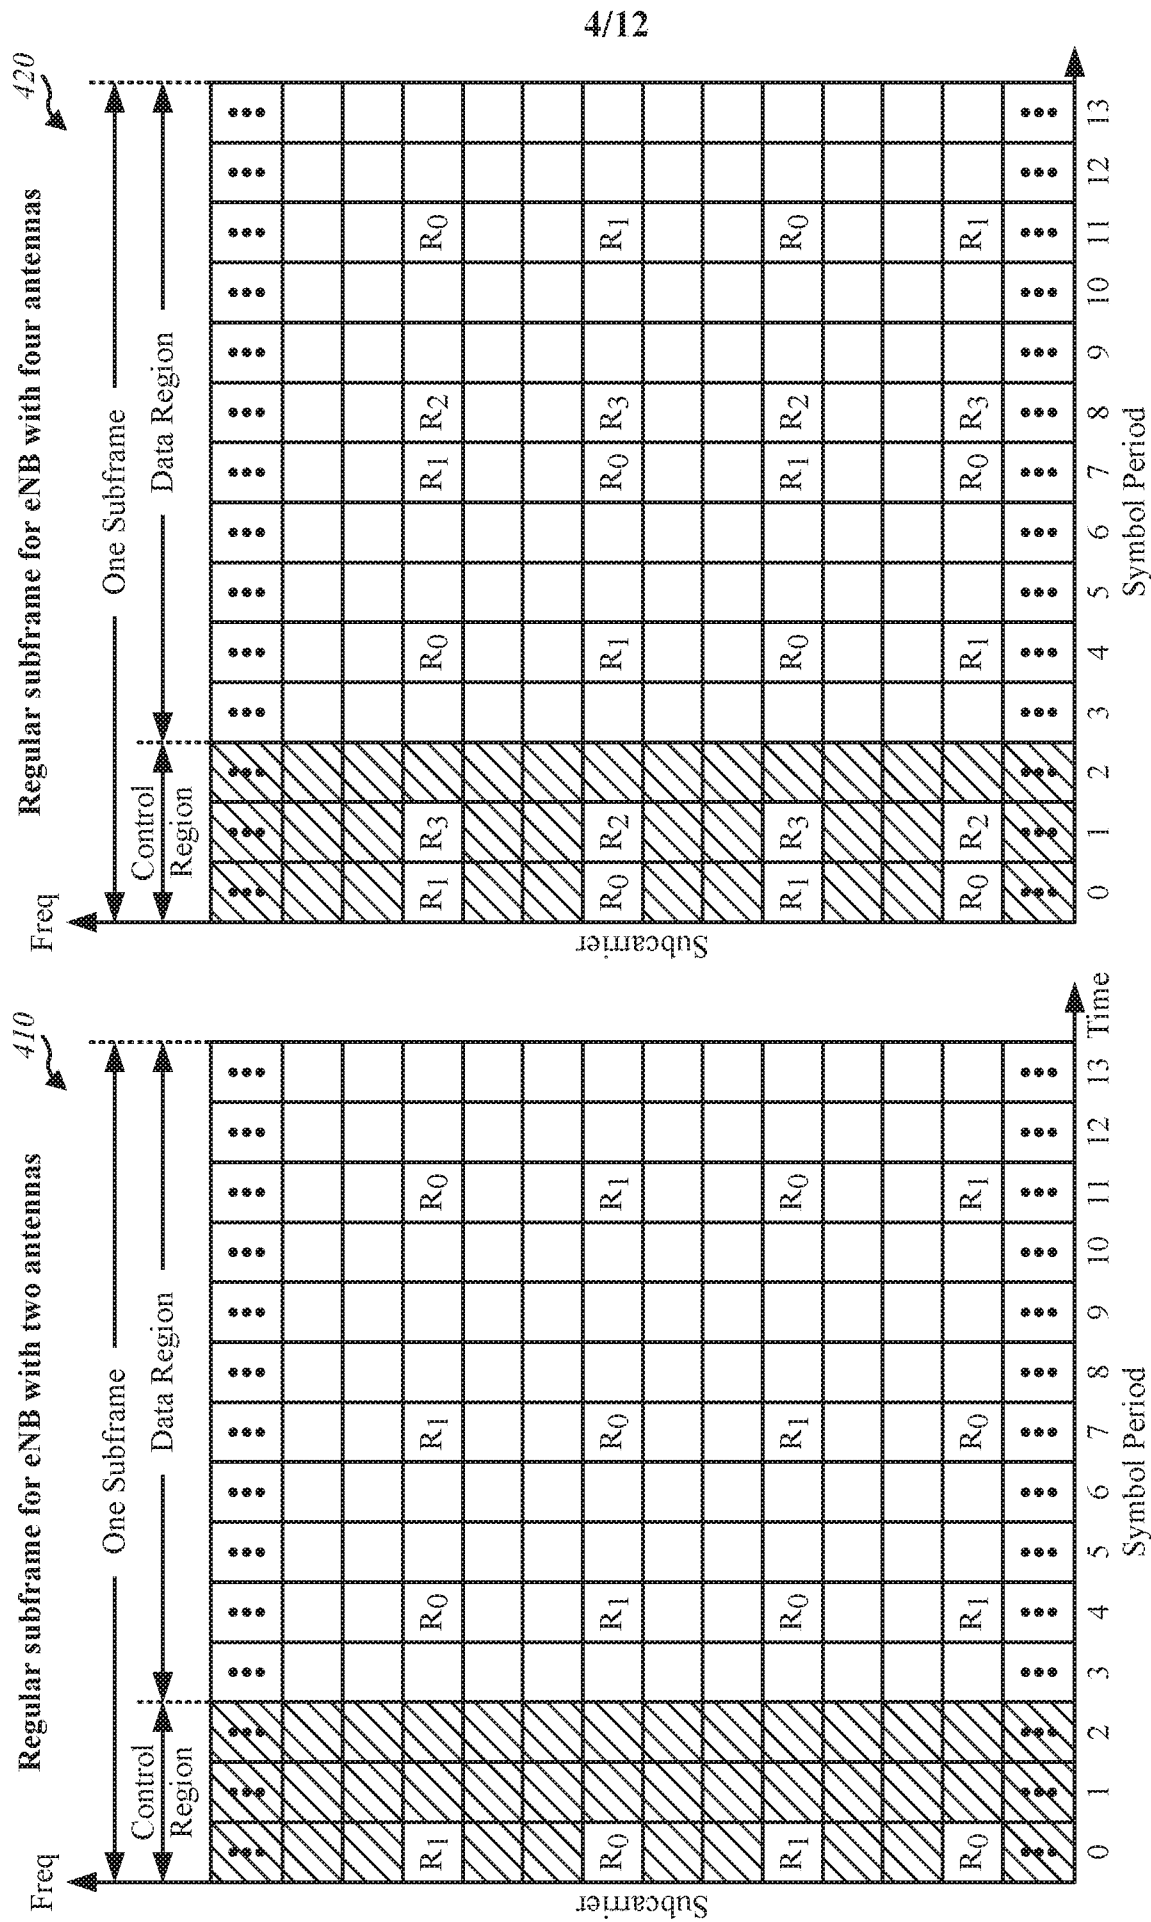 4/12
Regular subframe for eNB with two antennas
410
Freq
One Subframe
Control
Region
Data Region
Subcarrier
••• ••• ••• ••• ••• ••• ••• ••• ••• ••• ••• ••• ••• •••
R1 R0 R1 R0
R0 R1 R0 R1
R1 R0 R1 R0
R0 R1 R0 R1
••• ••• ••• ••• ••• ••• ••• ••• ••• ••• ••• ••• ••• •••
0 1 2 3 4 5 6 7 8 9 10 11 12 13 Time
Symbol Period
Regular subframe for eNB with four antennas
420
Freq
One Subframe
Control
Region
Data Region
Subcarrier
••• ••• ••• ••• ••• ••• ••• ••• ••• ••• ••• ••• ••• •••
R1 R3 R0 R1 R2 R0
R0 R2 R1 R0 R3 R1
R1 R3 R0 R1 R2 R0
R0 R2 R1 R0 R3 R1
••• ••• ••• ••• ••• ••• ••• ••• ••• ••• ••• ••• ••• •••
0 1 2 3 4 5 6 7 8 9 10 11 12 13
Symbol Period